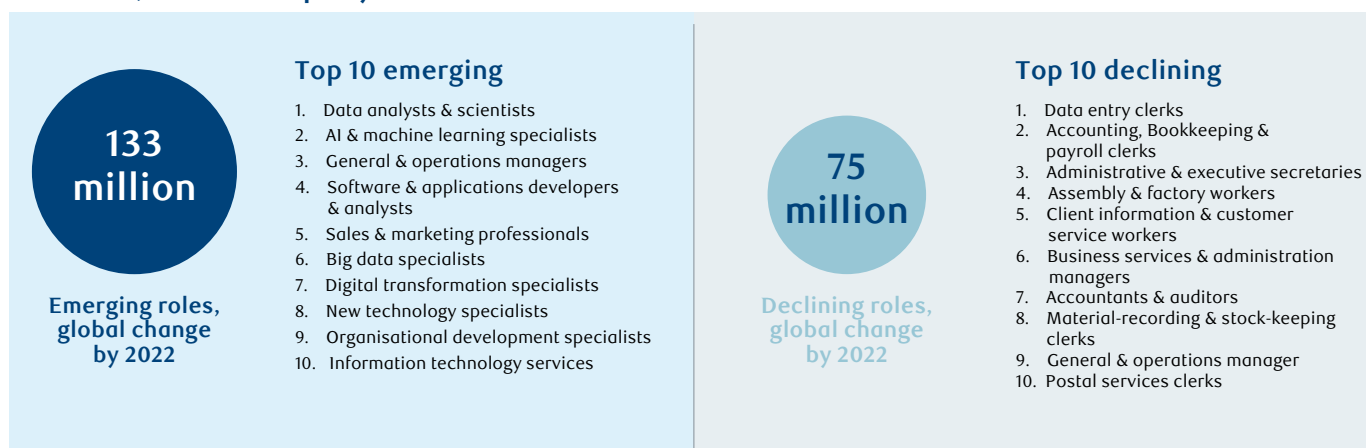 133
million
Emerging roles,
global change
by 2022
Top 10 emerging
1. Data analysts & scientists
2. AI & machine learning specialists
3. General & operations managers
4. Software & applications developers
& analysts
5. Sales & marketing professionals
6. Big data specialists
7. Digital transformation specialists
8. New technology specialists
9. Organisational development specialists
10. Information technology services
75
million
Declining roles,
global change
by 2022
Top 10 declining
1. Data entry clerks
2. Accounting, Bookkeeping &
payroll clerks
3. Administrative & executive secretaries
4. Assembly & factory workers
5. Client information & customer
service workers
6. Business services & administration
managers
7. Accountants & auditors
8. Material-recording & stock-keeping
clerks
9. General & operations manager
10. Postal services clerks